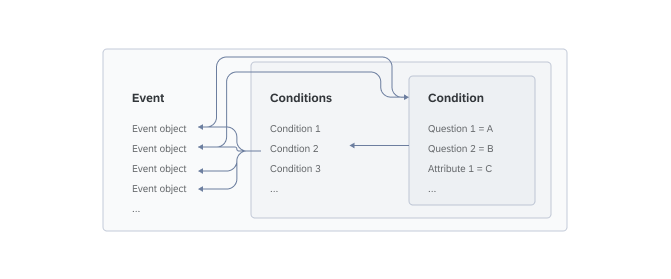 Event
Event object
Event object
Event object
Event object
...
Conditions
Condition 1
Condtion 2
Condition 3
...
Condition
Question 1 = A
Question 2 = B
Attribute 1 = C
...